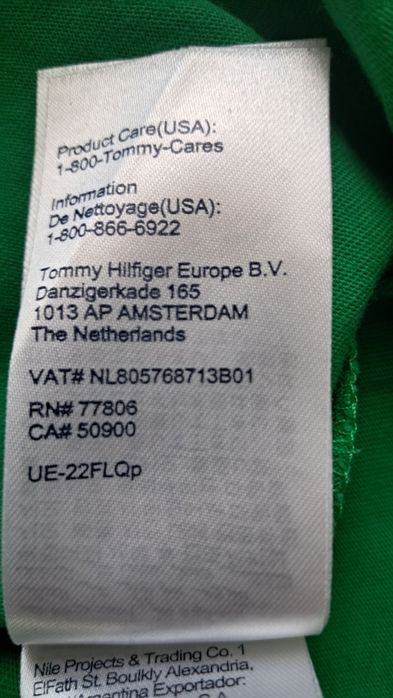 Product Care(USA):
1-800-Tommy-Cares
Information
De Nettoyage(USA):
1-800-866-6922
Tommy Hilfiger Europe B.V.
Danzigerkade 165
1013 AP AMSTERDAM
The Netherlands
VAT# NL805768713B01
RN# 77806
CA# 50900
UE-22FLQp
Nile Projects & Trading Co. 1
ElFath St. Boulkly Alexandria,
Argentina Exportador: